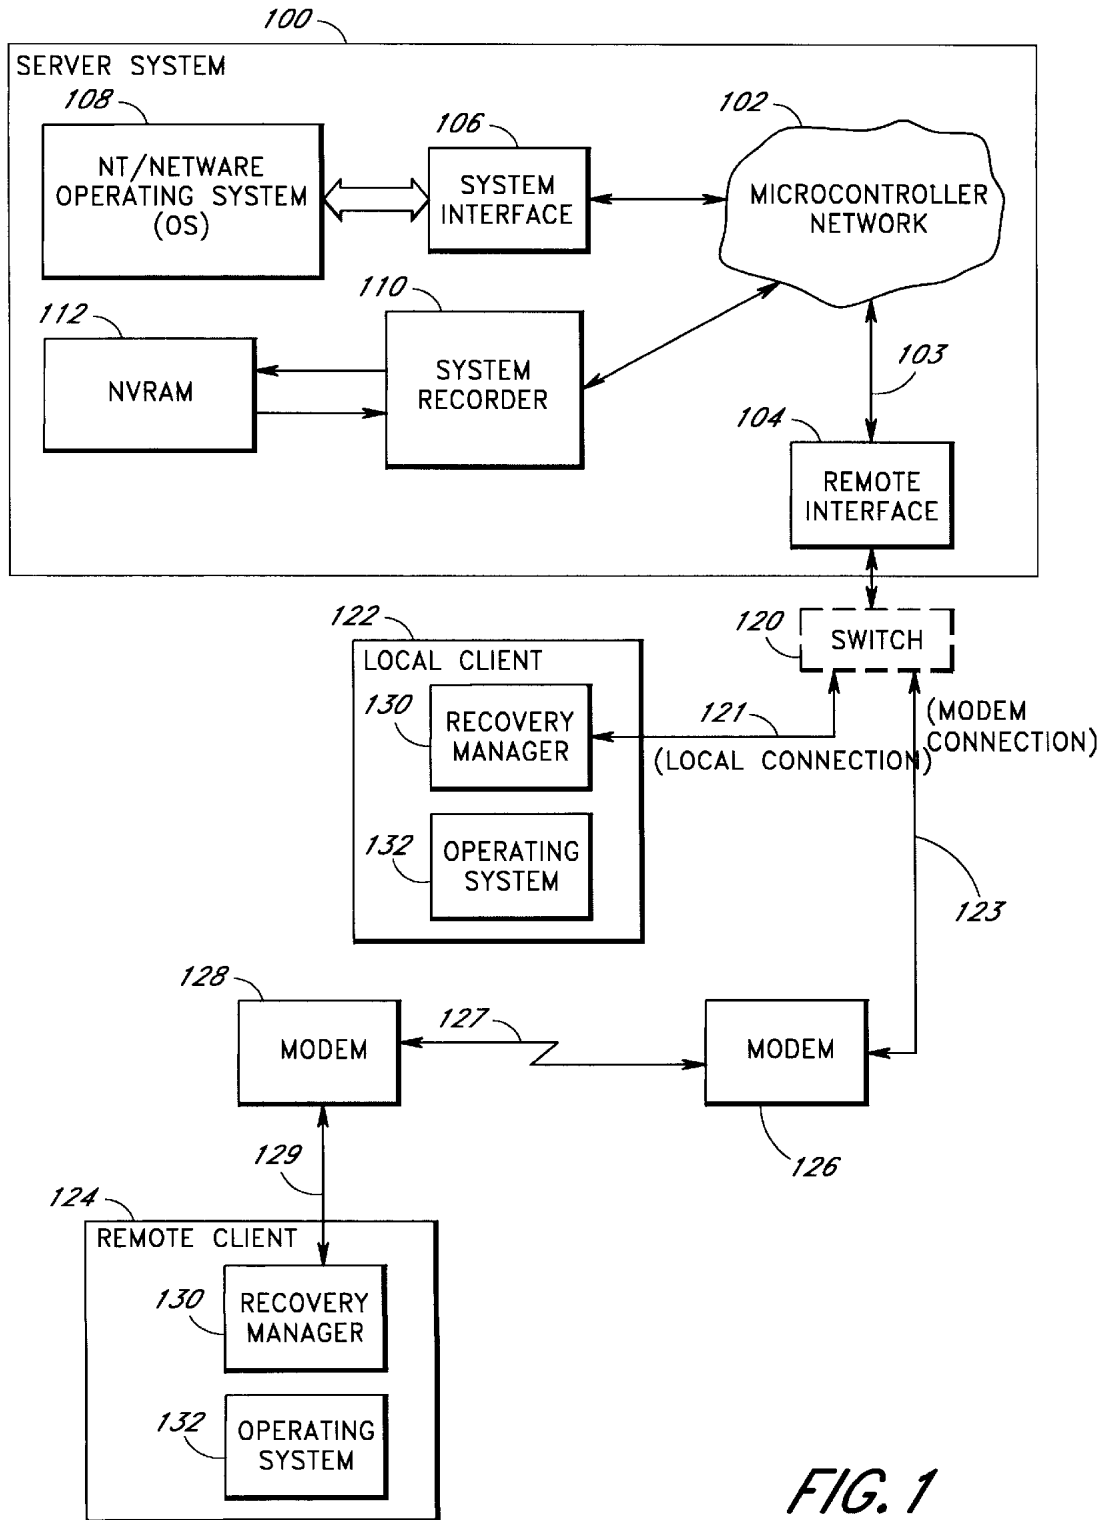 100
SERVER SYSTEM
108
NT/NETWARE
OPERATING SYSTEM
(OS)
106
SYSTEM
INTERFACE
102
MICROCONTROLLER
NETWORK
112
NVRAM
110
SYSTEM
RECORDER
103
104
REMOTE
INTERFACE
120
SWITCH
122
LOCAL CLIENT
130
RECOVERY
MANAGER
121
(LOCAL CONNECTION)
(MODEM
CONNECTION)
132
OPERATING
SYSTEM
123
128
MODEM
127
MODEM
126
129
124
REMOTE CLIENT
130
RECOVERY
MANAGER
132
OPERATING
SYSTEM
FIG. 1